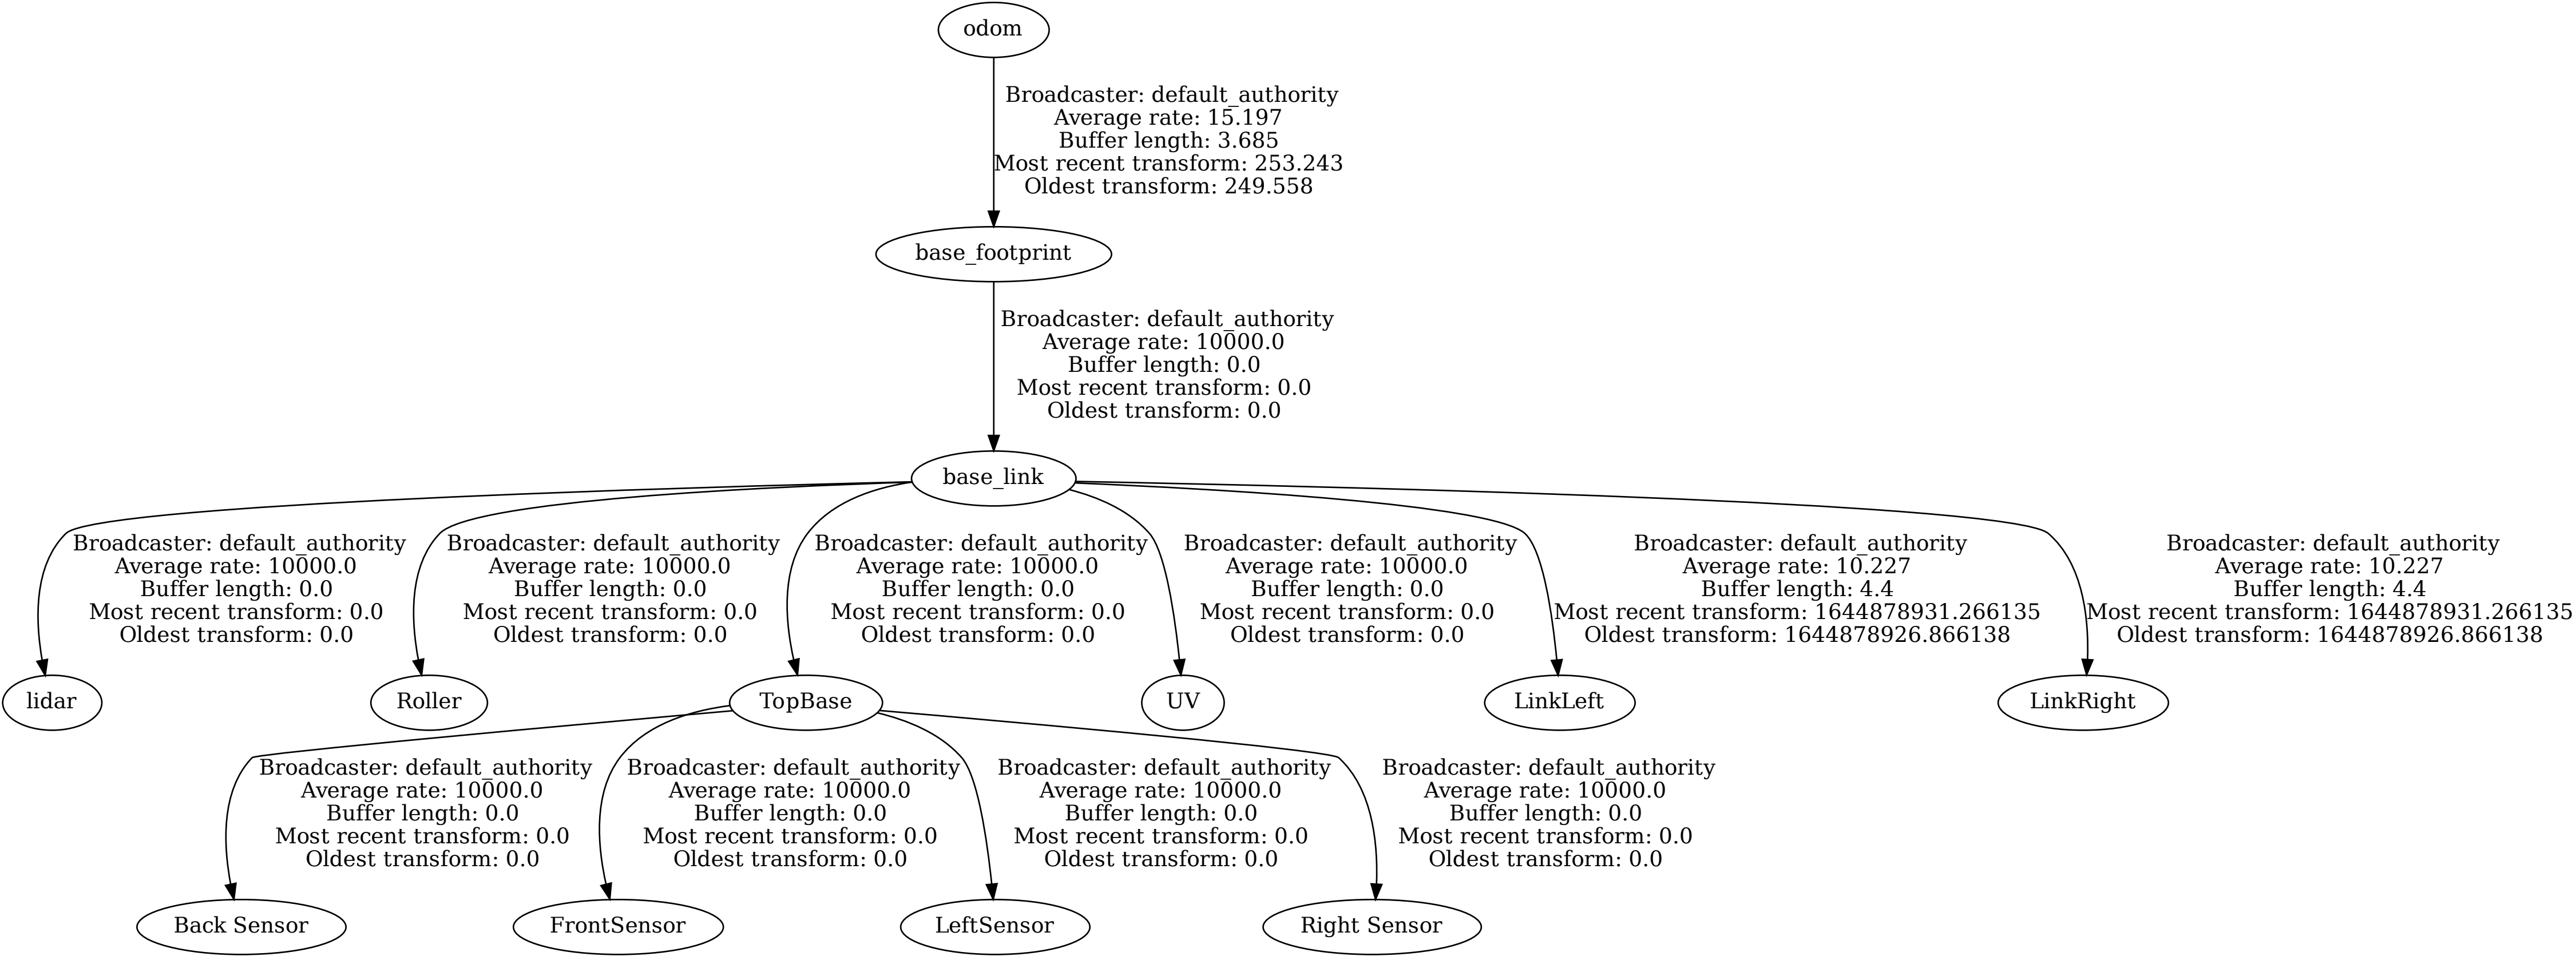 odom
Broadcaster: default_authority
Average rate: 15.197
Buffer length: 3.685
Most recent transform: 253.243
Oldest transform: 249.558
base_footprint
Broadcaster: default_authority
Average rate: 10000.0
Buffer length: 0.0
Most recent transform: 0.0
Oldest transform: 0.0
base_link
Broadcaster: default_authority
Average rate: 10000.0
Buffer length: 0.0
Most recent transform: 0.0
Oldest transform: 0.0
Broadcaster: default_authority
Average rate: 10000.0
Buffer length: 0.0
Most recent transform: 0.0
Oldest transform: 0.0
Broadcaster: default_authority
Average rate: 10000.0
Buffer length: 0.0
Most recent transform: 0.0
Oldest transform: 0.0
Broadcaster: default_authority
Average rate: 10000.0
Buffer length: 0.0
Most recent transform: 0.0
Oldest transform: 0.0
Broadcaster: default_authority
Average rate: 10.227
Buffer length: 4.4
Most recent transform: 1644878931.266135
Oldest transform: 1644878926.866138
Broadcaster: default_authority
Average rate: 10.227
Buffer length: 4.4
Most recent transform: 1644878931.266135
Oldest transform: 1644878926.866138
lidar
Roller
TopBase
UV
LinkLeft
LinkRight
Broadcaster: default_authority
Average rate: 10000.0
Buffer length: 0.0
Most recent transform: 0.0
Oldest transform: 0.0
Broadcaster: default_authority
Average rate: 10000.0
Buffer length: 0.0
Most recent transform: 0.0
Oldest transform: 0.0
Broadcaster: default_authority
Average rate: 10000.0
Buffer length: 0.0
Most recent transform: 0.0
Oldest transform: 0.0
Broadcaster: default_authority
Average rate: 10000.0
Buffer length: 0.0
Most recent transform: 0.0
Oldest transform: 0.0
Back Sensor
FrontSensor
LeftSensor
Right Sensor